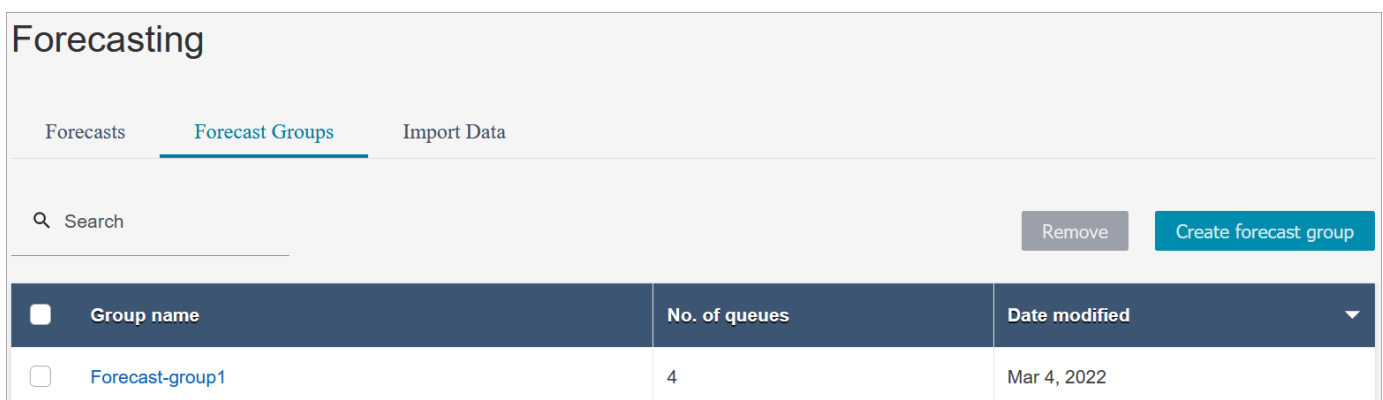 Forecasting
Forecasts Forecast Groups Import Data
Search Remove Create forecast group
Group name No. of queues Date modified
Forecast-group1 4 Mar 4, 2022